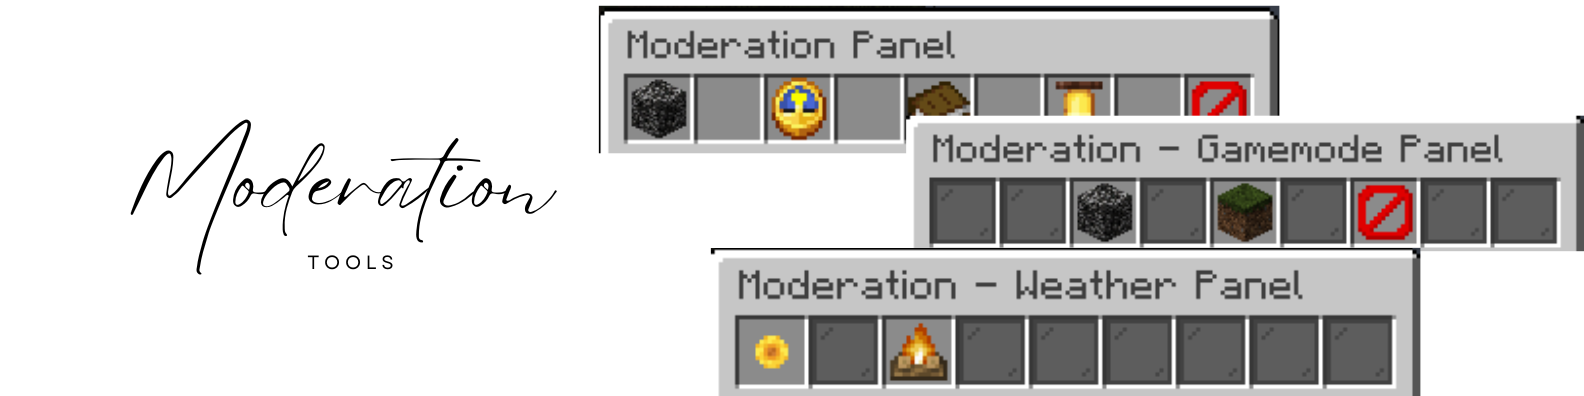 Moderation
TOOLS
Moderation Panel
Moderation - Gamemode Panel
Moderation - Weather Panel